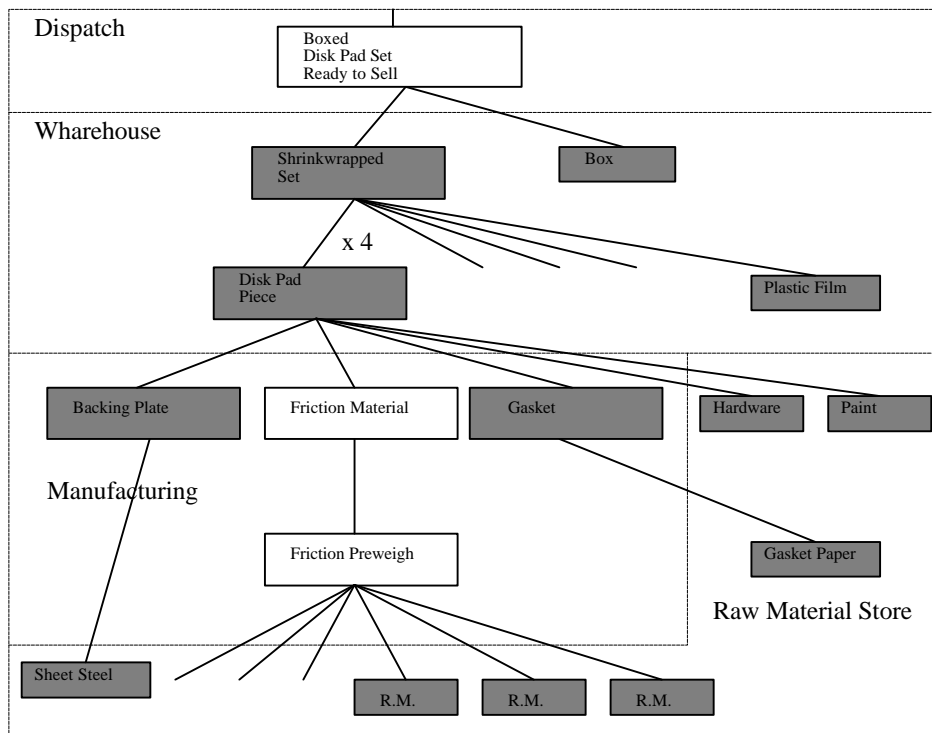 Dispatch
Boxed
Disk Pad Set
Ready to Sell
Wharehouse
Shrinkwrapped
Set
Box
x 4
Disk Pad
Piece
Plastic Film
Backing Plate
Friction Material
Gasket
Hardware
Paint
Manufacturing
Friction Preweigh
Gasket Paper
Raw Material Store
Sheet Steel
R.M.
R.M.
R.M.